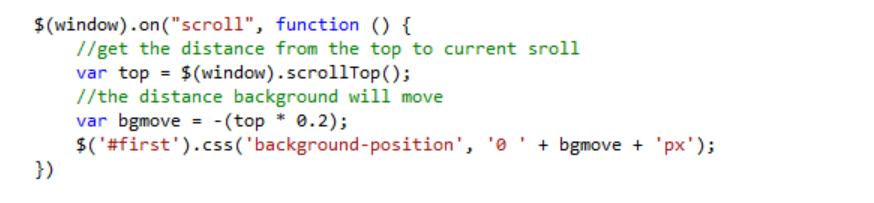 $(window).on("scroll", function () {
    //get the distance from the top to current sroll
    var top = $(window).scrollTop();
    //the distance background will move
    var bgmove = -(top * 0.2);
    $('#first').css('background-position', '0 ' + bgmove + 'px');
})